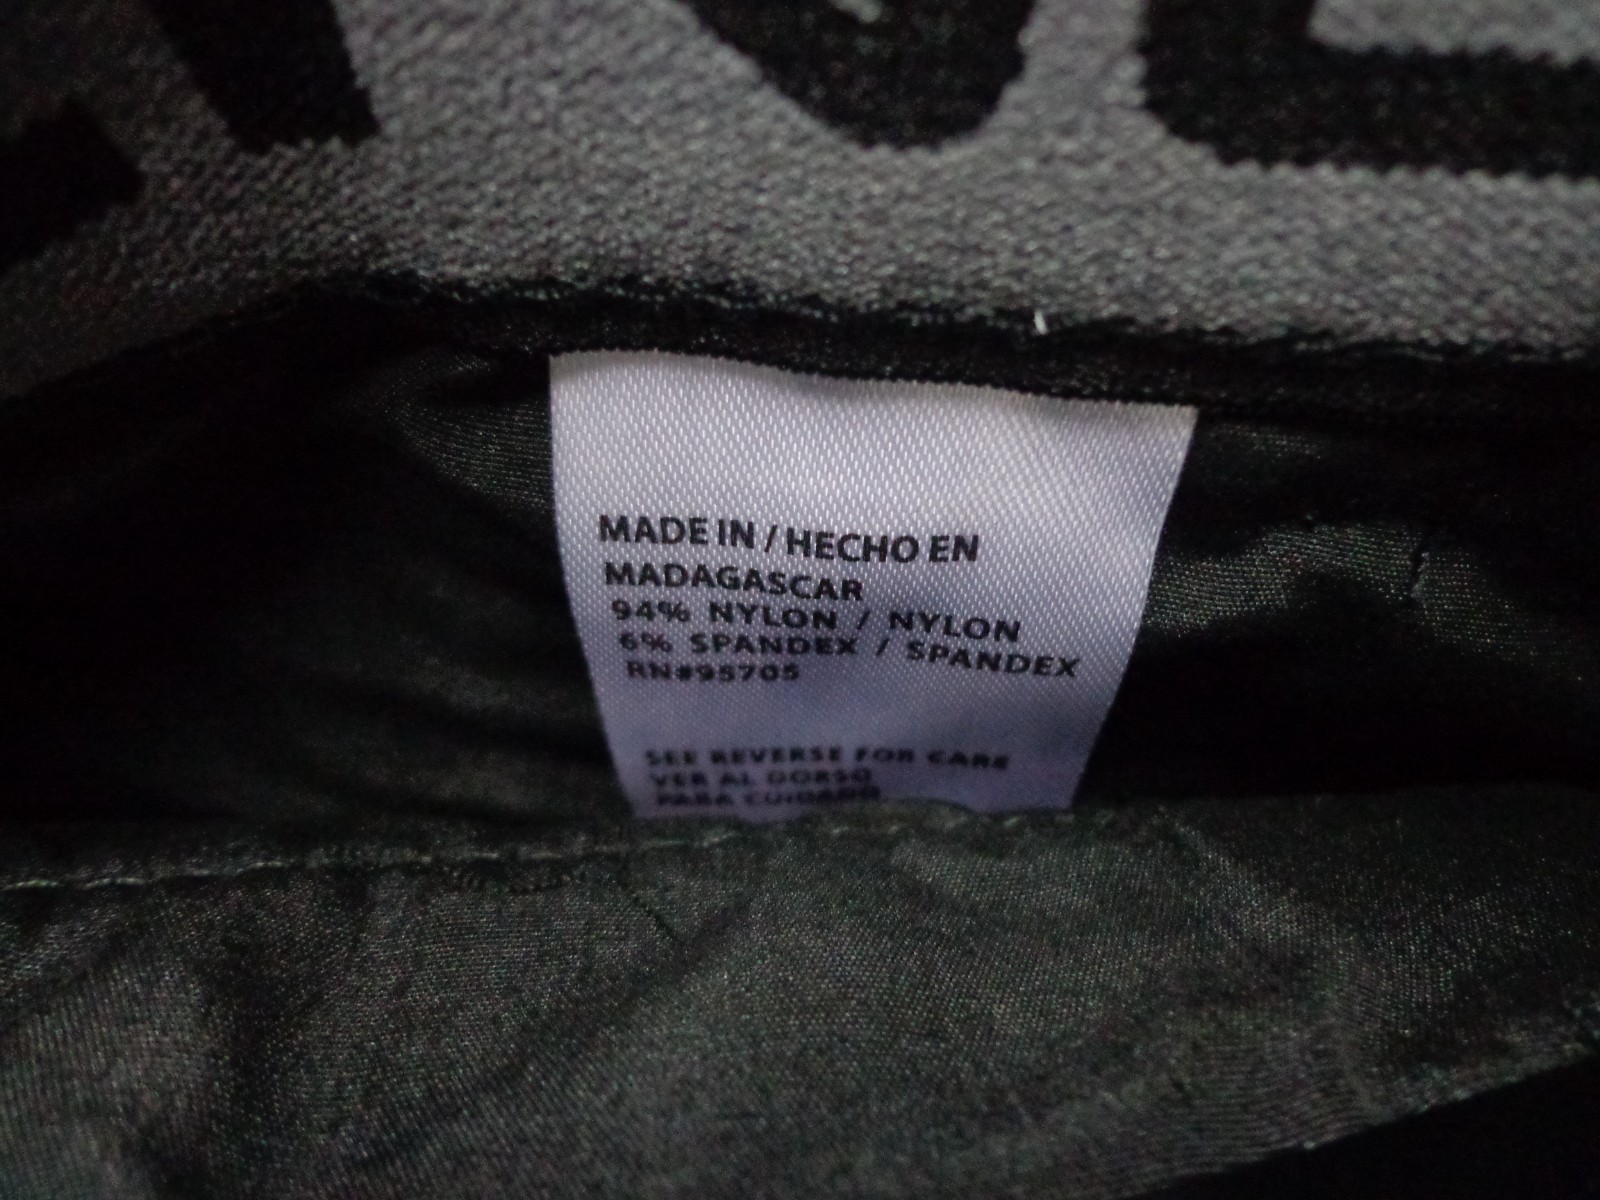 MADE IN / HECHO EN
MADAGASCAR
94% NYLON / NYLON
6% SPANDEX / SPANDEX
RN#95705
SEE REVERSE FOR CARE
VER AL DORSO
PARA CUIDADO